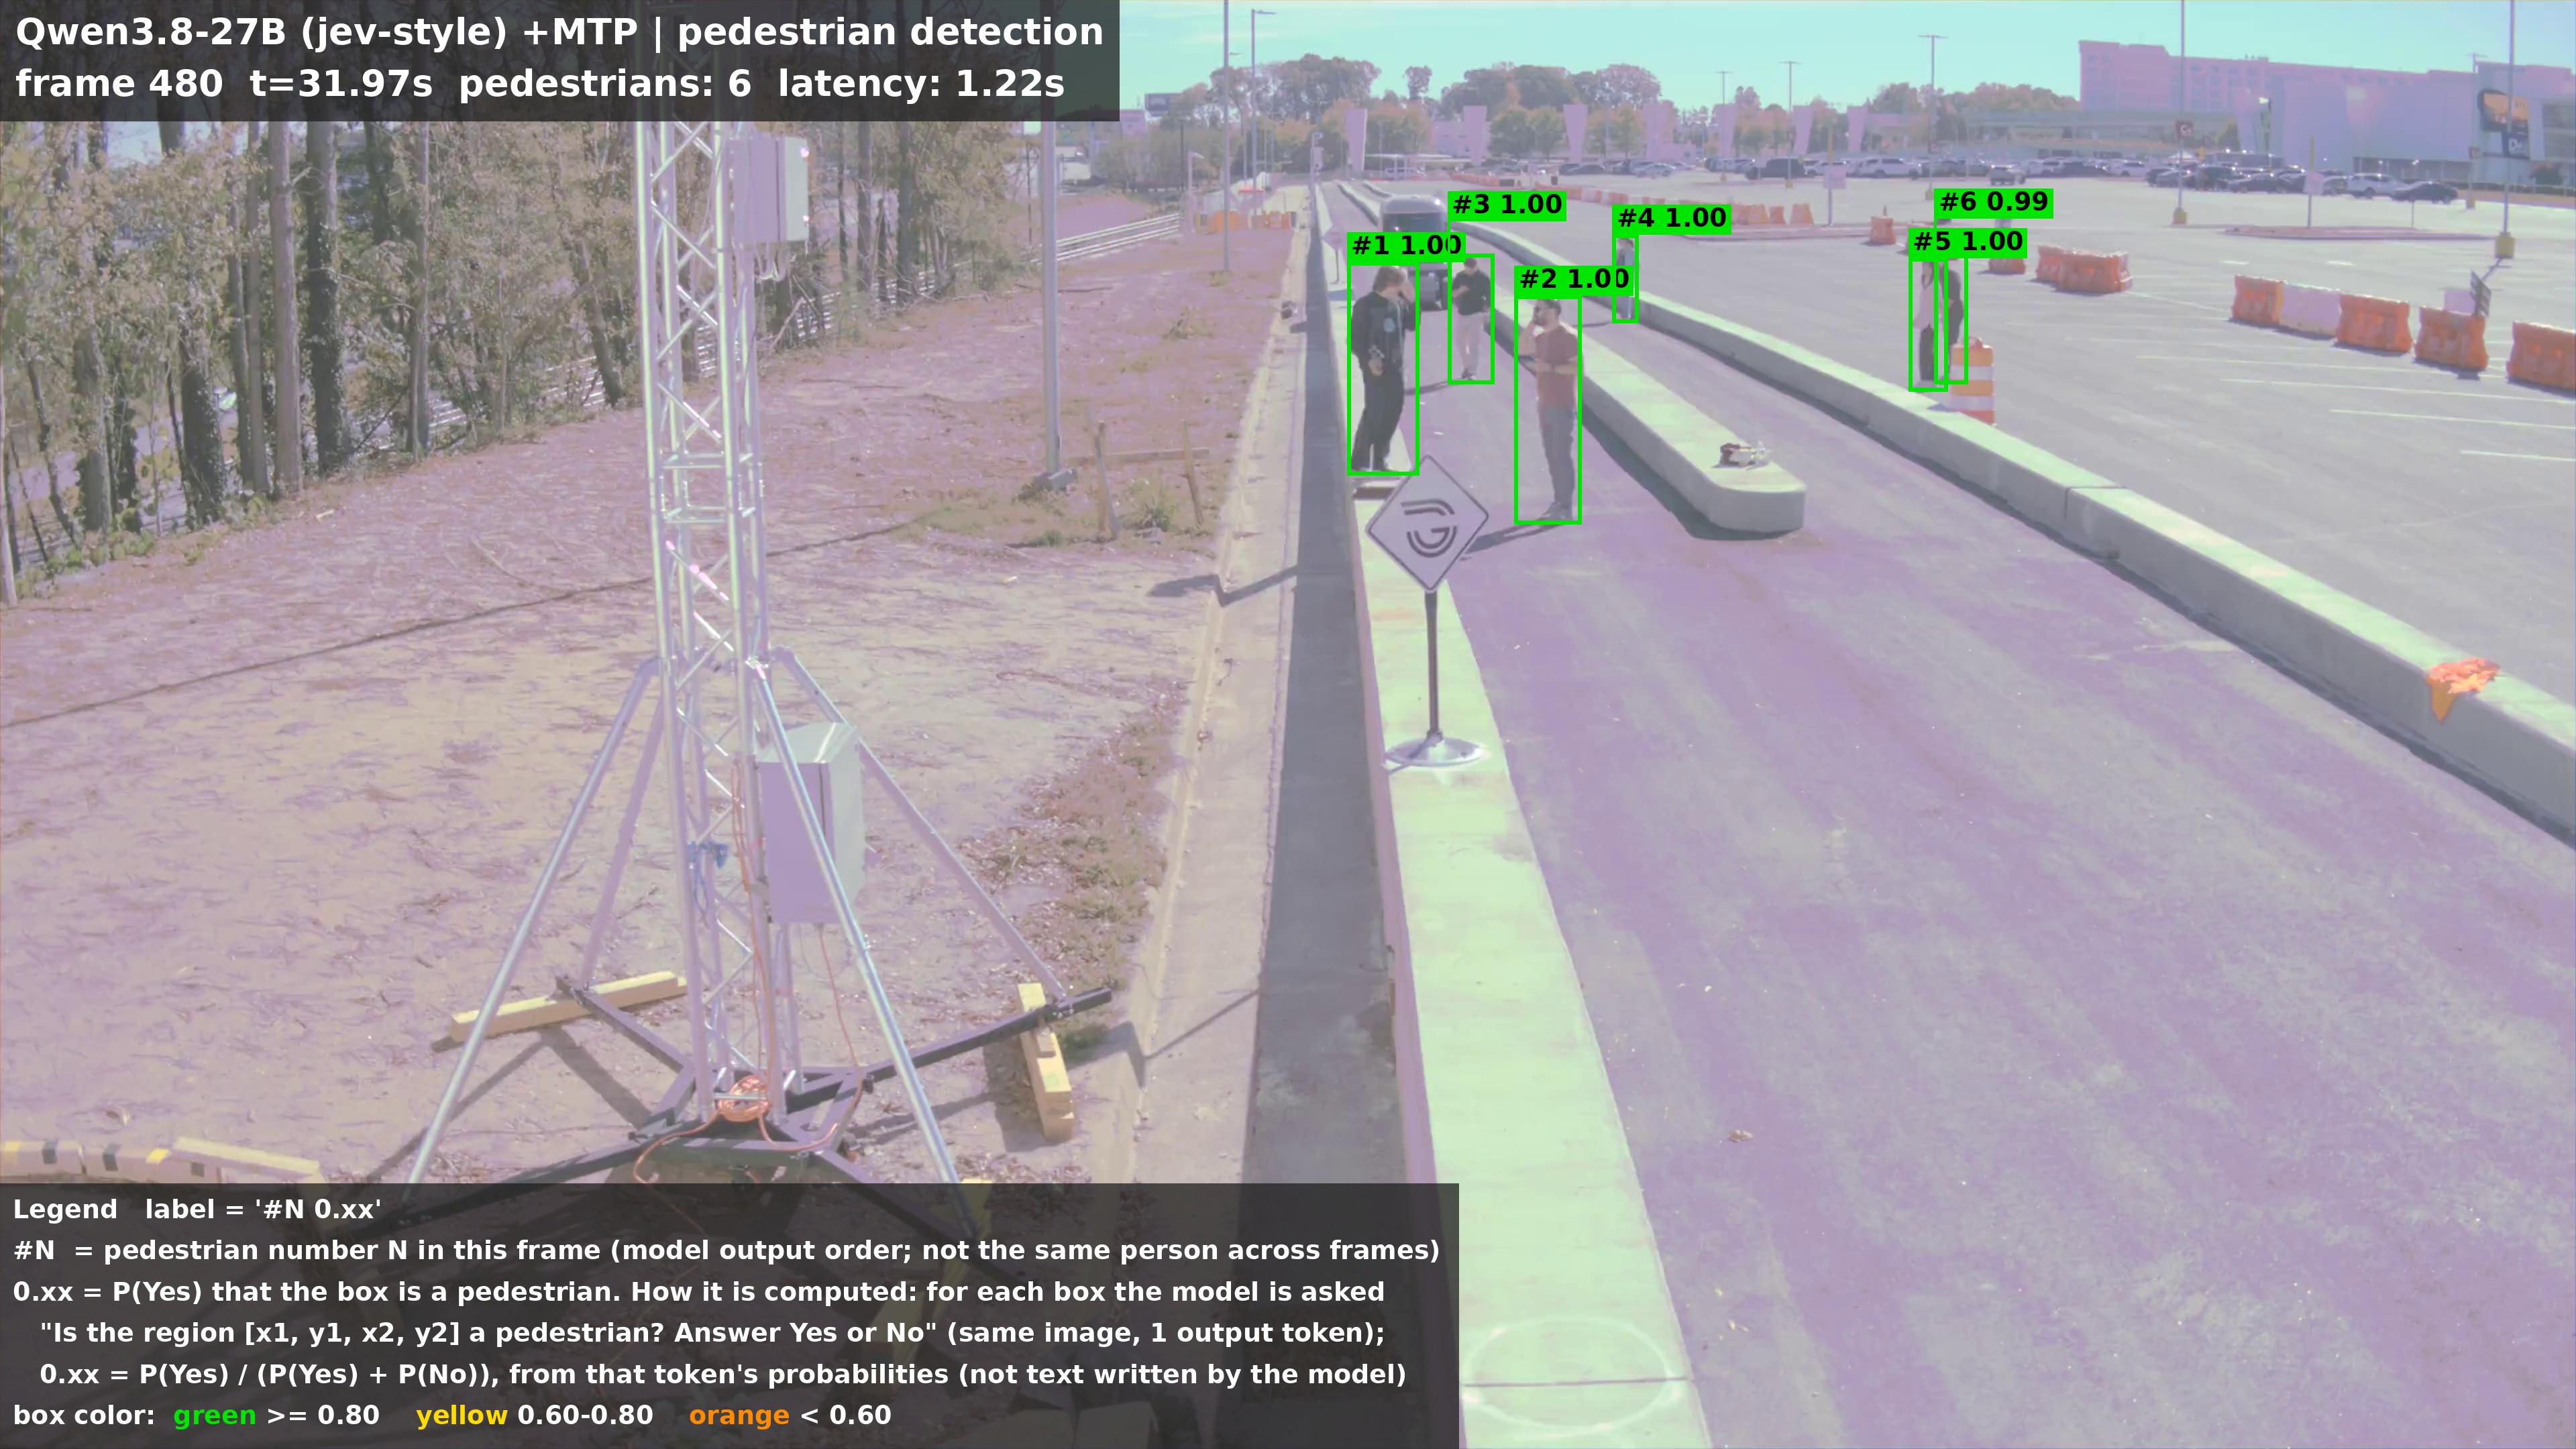 Qwen3.8-27B (jev-style) +MTP | pedestrian detection
frame 480  t=31.97s  pedestrians: 6  latency: 1.22s
#6 0.99
#3 1.00
#4 1.00
#5 1.00
#1 1.00
#2 1.00
Legend   label = '#N 0.xx'
#N  = pedestrian number N in this frame (model output order; not the same person across frames)
0.xx = P(Yes) that the box is a pedestrian. How it is computed: for each box the model is asked
"Is the region [x1, y1, x2, y2] a pedestrian? Answer Yes or No" (same image, 1 output token);
0.xx = P(Yes) / (P(Yes) + P(No)), from that token's probabilities (not text written by the model)
box color:  green >= 0.80    yellow 0.60-0.80    orange < 0.60